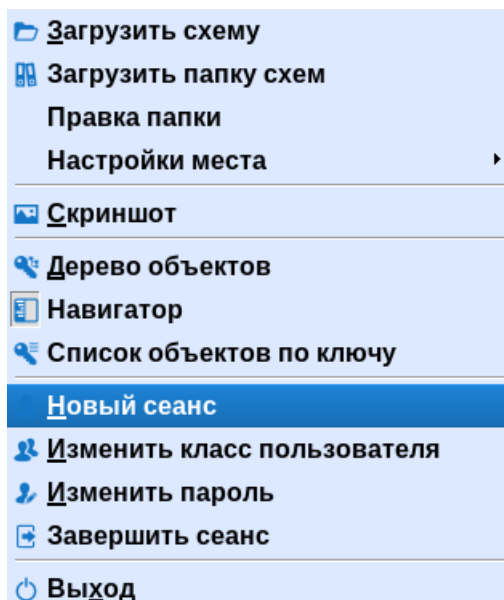 Загрузить схему
Загрузить папку схем
Правка папки
Настройки места
Скриншот
Дерево объектов
Навигатор
Список объектов по ключу
Новый сеанс
Изменить класс пользователя
Изменить пароль
Завершить сеанс
Выход